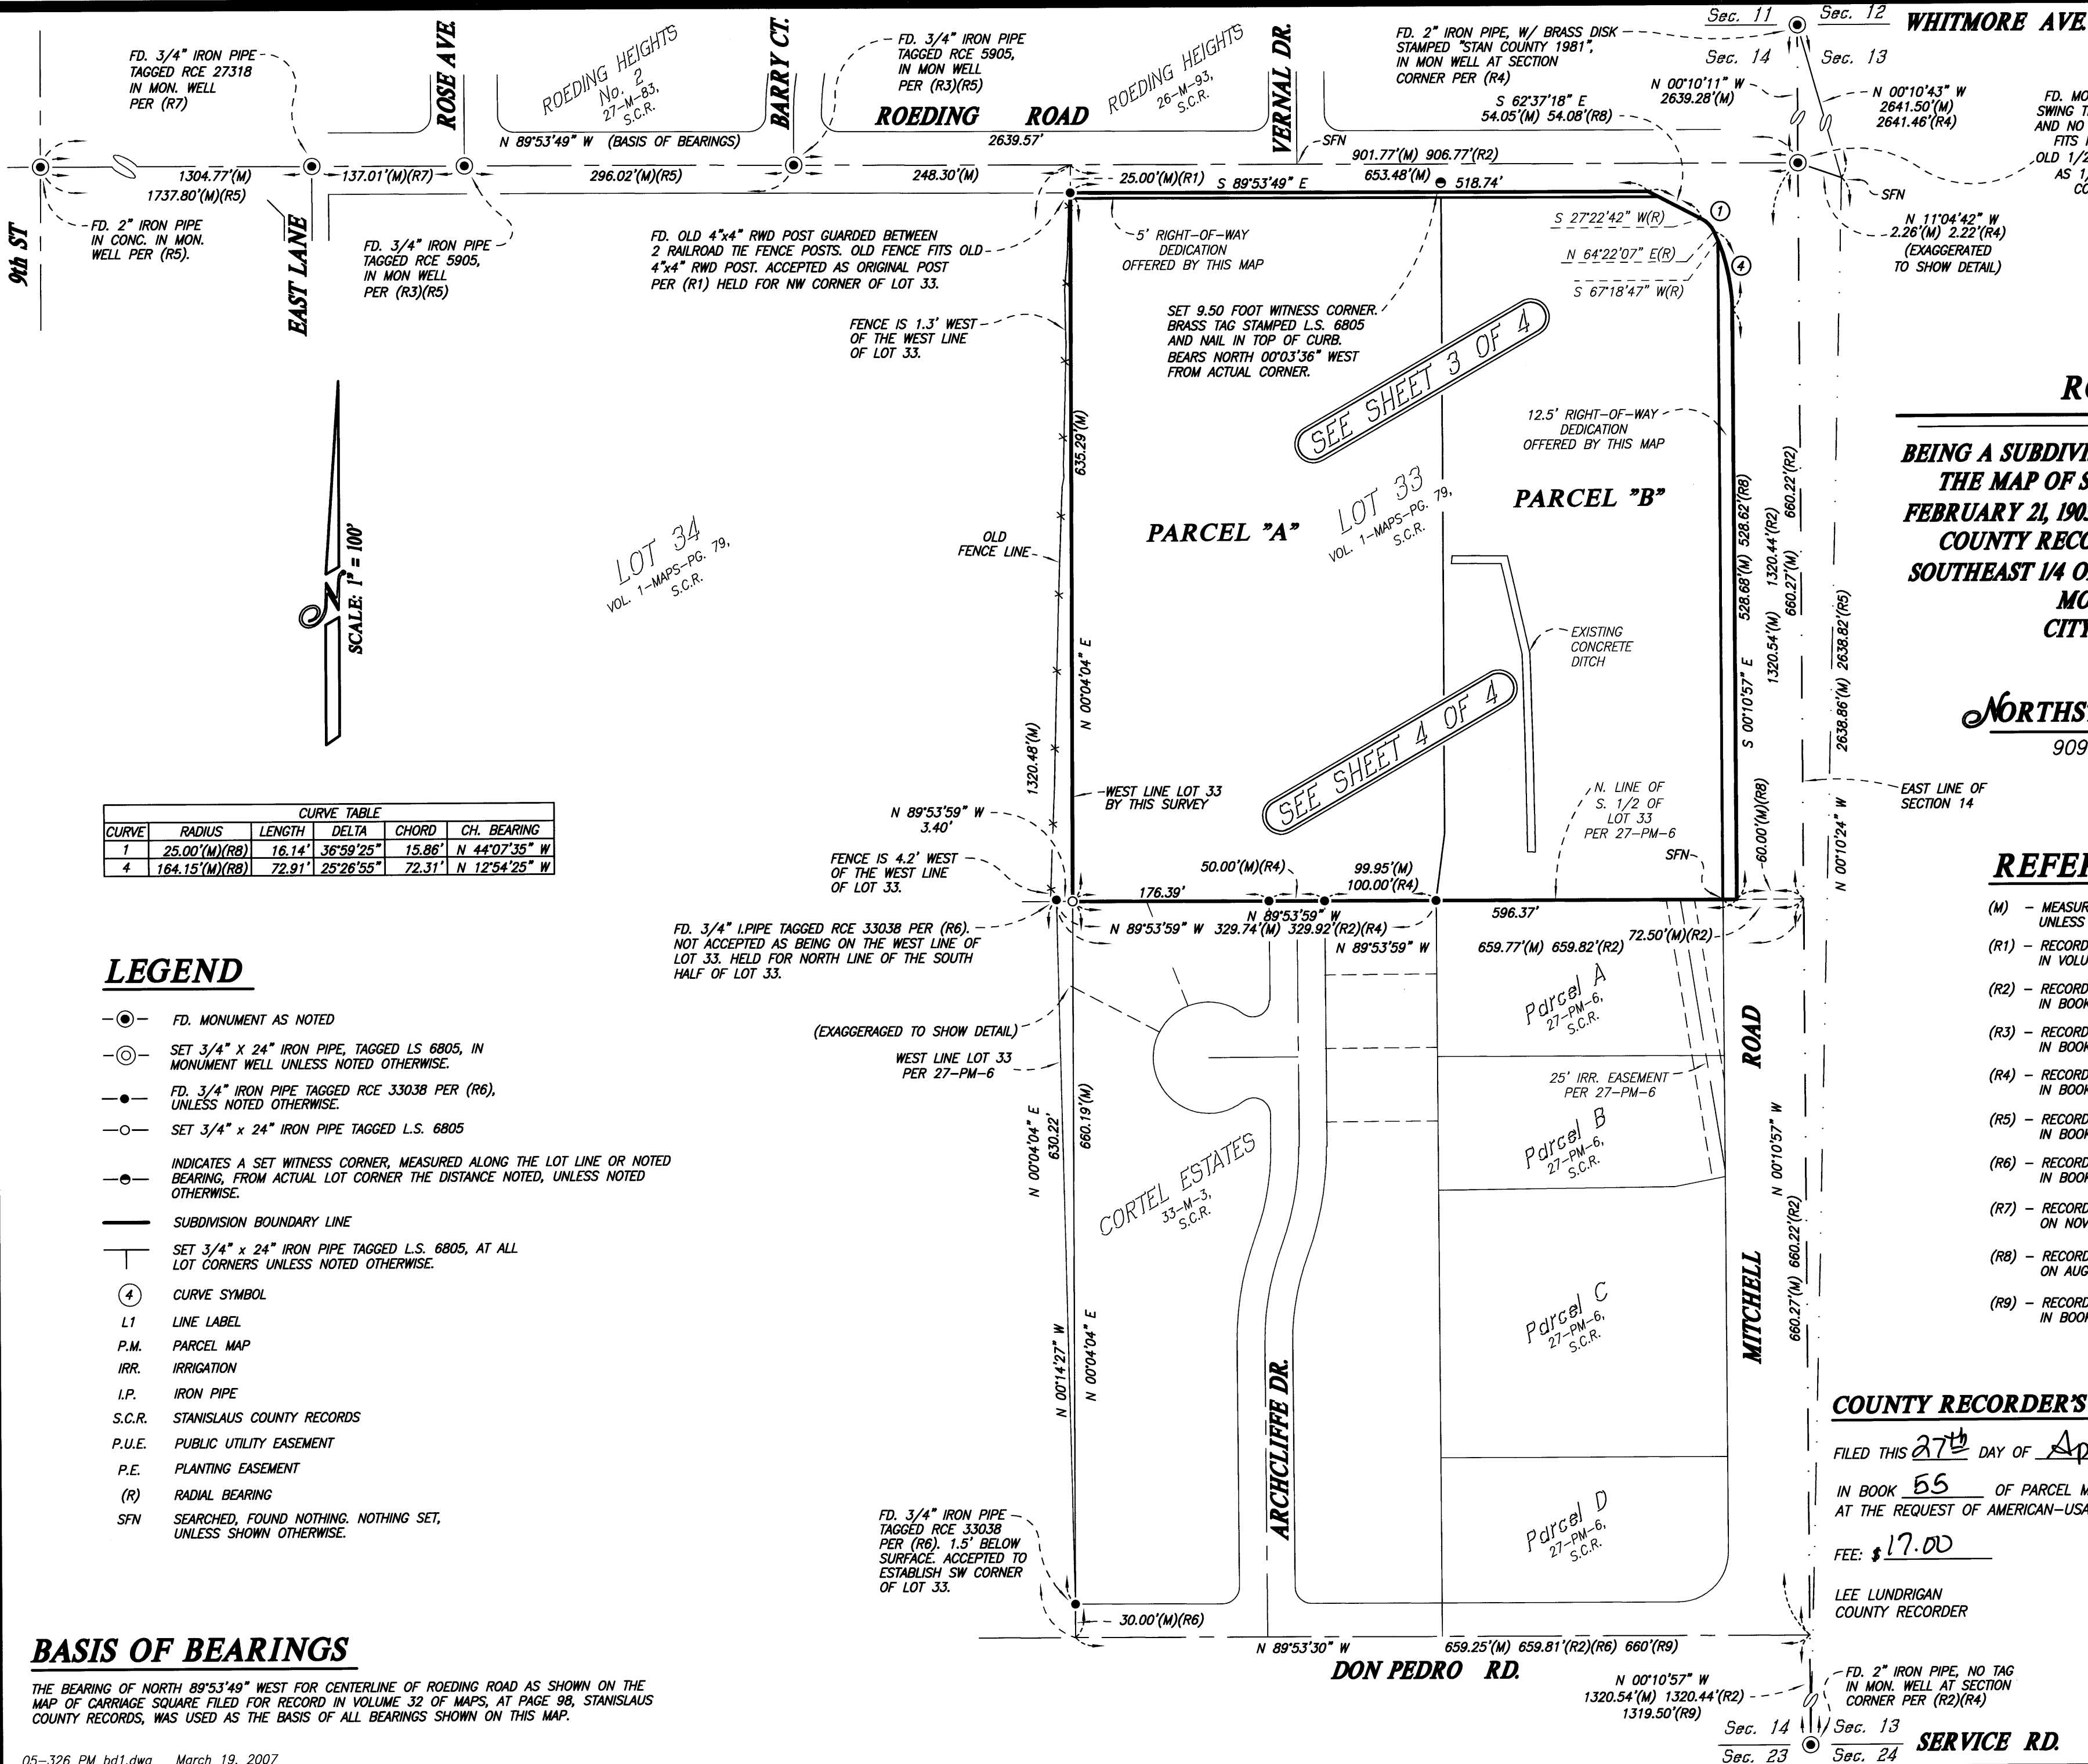 Sec. 11
Sec. 12
WHITMORE AVE.
Sec. 14
Sec. 13
FD. 3/4" IRON PIPE
TAGGED RCE 27318
IN MON. WELL
PER (R7)
ROSE AVE.
ROEDING HEIGHTS
No. 2
27-M-83,
S.C.R.
BARRY CT.
FD. 3/4" IRON PIPE
TAGGED RCE 5905,
IN MON WELL
PER (R3)(R5)
ROEDING ROAD
ROEDING HEIGHTS
26-M-93,
S.C.R.
VERNAL DR.
FD. 2" IRON PIPE, W/ BRASS DISK
STAMPED "STAN COUNTY 1981",
IN MON WELL AT SECTION
CORNER PER (R4)
S 62°37'18" E
54.05'(M) 54.08'(R8)
N 00°10'11" W
2639.28'(M)
N 00°10'43" W
2641.50'(M)
2641.46'(R4)
FD. MO
SWING T
AND NO
FITS
OLD 1/2
AS 1/
CO
N 89°53'49" W (BASIS OF BEARINGS)
2639.57'
SFN
901.77'(M) 906.77'(R2)
1304.77'(M)
1737.80'(M)(R5)
137.01'(M)(R7)
296.02'(M)(R5)
248.30'(M)
25.00'(M)(R1)
S 89°53'49" E
653.48'(M)
518.74'
SFN
N 11°04'42" W
2.26'(M) 2.22'(R4)
(EXAGGERATED
TO SHOW DETAIL)
9th ST
FD. 2" IRON PIPE
IN CONC. IN MON.
WELL PER (R5).
EAST LANE
FD. 3/4" IRON PIPE
TAGGED RCE 5905,
IN MON WELL
PER (R3)(R5)
FD. OLD 4"x4" RWD POST GUARDED BETWEEN
2 RAILROAD TIE FENCE POSTS. OLD FENCE FITS OLD
4"x4" RWD POST. ACCEPTED AS ORIGINAL POST
PER (R1) HELD FOR NW CORNER OF LOT 33.
5' RIGHT-OF-WAY
DEDICATION
OFFERED BY THIS MAP
S 27°22'42" W(R)
1
N 64°22'07" E(R)
4
S 67°18'47" W(R)
FENCE IS 1.3' WEST
OF THE WEST LINE
OF LOT 33.
SET 9.50 FOOT WITNESS CORNER.
BRASS TAG STAMPED L.S. 6805
AND NAIL IN TOP OF CURB.
BEARS NORTH 00°03'36" WEST
FROM ACTUAL CORNER.
SEE SHEET 3 OF 4
12.5' RIGHT-OF-WAY
DEDICATION
OFFERED BY THIS MAP
635.29'(M)
PARCEL "A"
LOT 33
VOL. 1-MAPS-PG. 79,
S.C.R.
PARCEL "B"
LOT 34
VOL. 1-MAPS-PG. 79,
S.C.R.
OLD
FENCE LINE
N 00°04'04" E
1320.48'(M)
EXISTING
CONCRETE
DITCH
SEE SHEET 4 OF 4
S 00°10'57" E 528.68'(M) 528.62'(R8)
1320.54'(M) 1320.44'(R2)
660.27'(M) 660.22'(R2)
2638.86'(M) 2638.82'(R5)
N 00°10'24" W
SCALE: 1" = 100'
N
RO
BEING A SUBDIVI
THE MAP OF S
FEBRUARY 21, 190
COUNTY RECO
SOUTHEAST 1/4 O
MO
CITY
NORTHS
909
EAST LINE OF
SECTION 14
CURVE TABLE
CURVE RADIUS LENGTH DELTA CHORD CH. BEARING
1 25.00'(M)(R8) 16.14' 36°59'25" 15.86' N 44°07'35" W
4 164.15'(M)(R8) 72.91' 25°26'55" 72.31' N 12°54'25" W
WEST LINE LOT 33
BY THIS SURVEY
N 89°53'59" W
3.40'
FENCE IS 4.2' WEST
OF THE WEST LINE
OF LOT 33.
N. LINE OF
S. 1/2 OF
LOT 33
PER 27-PM-6
SFN
60.00'(M)(R8)
50.00'(M)(R4)
99.95'(M)
100.00'(R4)
176.39'
N 89°53'59" W
596.37'
N 89°53'59" W 329.74'(M) 329.92'(R2)(R4)
72.50'(M)(R2)
N 89°53'59" W 659.77'(M) 659.82'(R2)
FD. 3/4" I.PIPE TAGGED RCE 33038 PER (R6).
NOT ACCEPTED AS BEING ON THE WEST LINE OF
LOT 33. HELD FOR NORTH LINE OF THE SOUTH
HALF OF LOT 33.
(EXAGGERAGED TO SHOW DETAIL)
WEST LINE LOT 33
PER 27-PM-6
Parcel A
27-PM-6,
S.C.R.
25' IRR. EASEMENT
PER 27-PM-6
Parcel B
27-PM-6,
S.C.R.
Parcel C
27-PM-6,
S.C.R.
Parcel D
27-PM-6,
S.C.R.
CORTEL ESTATES
33-M-3,
S.C.R.
N 00°04'04" E
630.22'
660.19'(M)
N 00°14'27" W
N 00°04'04" E
ARCHCLIFFE DR.
MITCHELL ROAD
N 00°10'57" W
660.27'(M) 660.22'(R2)
LEGEND
FD. MONUMENT AS NOTED
SET 3/4" X 24" IRON PIPE, TAGGED LS 6805, IN
MONUMENT WELL UNLESS NOTED OTHERWISE.
FD. 3/4" IRON PIPE TAGGED RCE 33038 PER (R6),
UNLESS NOTED OTHERWISE.
SET 3/4" x 24" IRON PIPE TAGGED L.S. 6805
INDICATES A SET WITNESS CORNER, MEASURED ALONG THE LOT LINE OR NOTED
BEARING, FROM ACTUAL LOT CORNER THE DISTANCE NOTED, UNLESS NOTED
OTHERWISE.
SUBDIVISION BOUNDARY LINE
SET 3/4" x 24" IRON PIPE TAGGED L.S. 6805, AT ALL
LOT CORNERS UNLESS NOTED OTHERWISE.
4 CURVE SYMBOL
L1 LINE LABEL
P.M. PARCEL MAP
IRR. IRRIGATION
I.P. IRON PIPE
S.C.R. STANISLAUS COUNTY RECORDS
P.U.E. PUBLIC UTILITY EASEMENT
P.E. PLANTING EASEMENT
(R) RADIAL BEARING
SFN SEARCHED, FOUND NOTHING. NOTHING SET,
UNLESS SHOWN OTHERWISE.
REFER
(M) - MEASUR
UNLESS
(R1) - RECORD
IN VOLU
(R2) - RECORD
IN BOOK
(R3) - RECORD
IN BOOK
(R4) - RECORD
IN BOOK
(R5) - RECORD
IN BOOK
(R6) - RECORD
IN BOOK
(R7) - RECORD
ON NOV
(R8) - RECORD
ON AUG
(R9) - RECORD
IN BOOK
COUNTY RECORDER'S
FILED THIS 27th DAY OF Ap
IN BOOK 55 OF PARCEL M
AT THE REQUEST OF AMERICAN-USA
FEE: $ 17.00
LEE LUNDRIGAN
COUNTY RECORDER
FD. 3/4" IRON PIPE
TAGGED RCE 33038
PER (R6). 1.5' BELOW
SURFACE. ACCEPTED TO
ESTABLISH SW CORNER
OF LOT 33.
30.00'(M)(R6)
N 89°53'30" W 659.25'(M) 659.81'(R2)(R6) 660'(R9)
DON PEDRO RD.
N 00°10'57" W
1320.54'(M) 1320.44'(R2)
1319.50'(R9)
FD. 2" IRON PIPE, NO TAG
IN MON. WELL AT SECTION
CORNER PER (R2)(R4)
Sec. 14
Sec. 13
Sec. 23
Sec. 24
SERVICE RD.
BASIS OF BEARINGS
THE BEARING OF NORTH 89°53'49" WEST FOR CENTERLINE OF ROEDING ROAD AS SHOWN ON THE
MAP OF CARRIAGE SQUARE FILED FOR RECORD IN VOLUME 32 OF MAPS, AT PAGE 98, STANISLAUS
COUNTY RECORDS, WAS USED AS THE BASIS OF ALL BEARINGS SHOWN ON THIS MAP.
05-326 PM bd1.dwg March 19, 2007